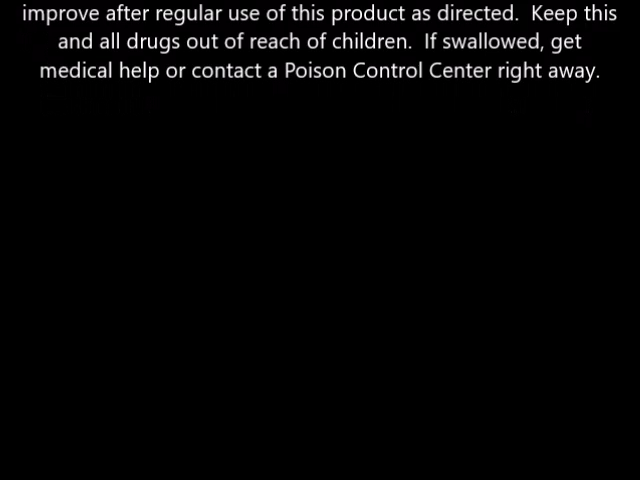 improve after regular use of this product as directed.  Keep this
and all drugs out of reach of children.  If swallowed, get
medical help or contact a Poison Control Center right away.